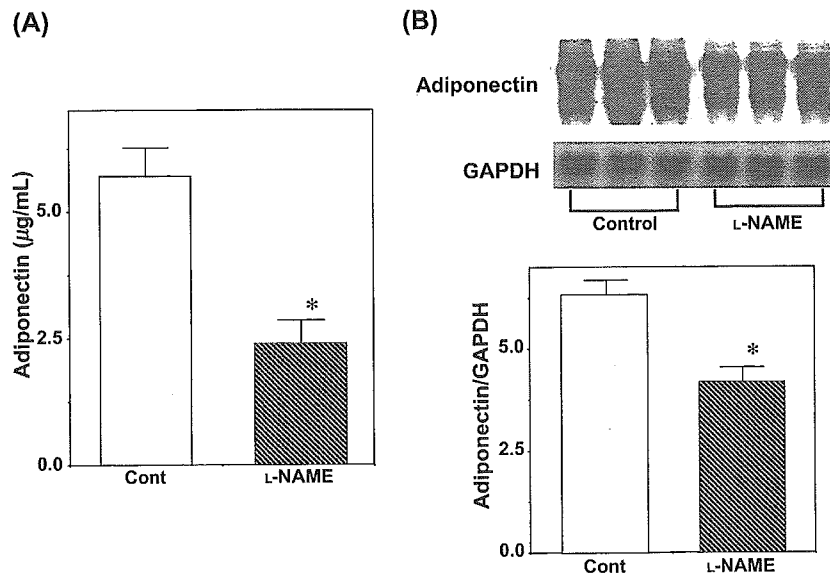 (A)
Adiponectin (µg/mL)
5.0
2.5
0.0
*
Cont
L-NAME
(B)
Adiponectin
GAPDH
Control
L-NAME
Adiponectin/GAPDH
5.0
2.5
0.0
*
Cont
L-NAME